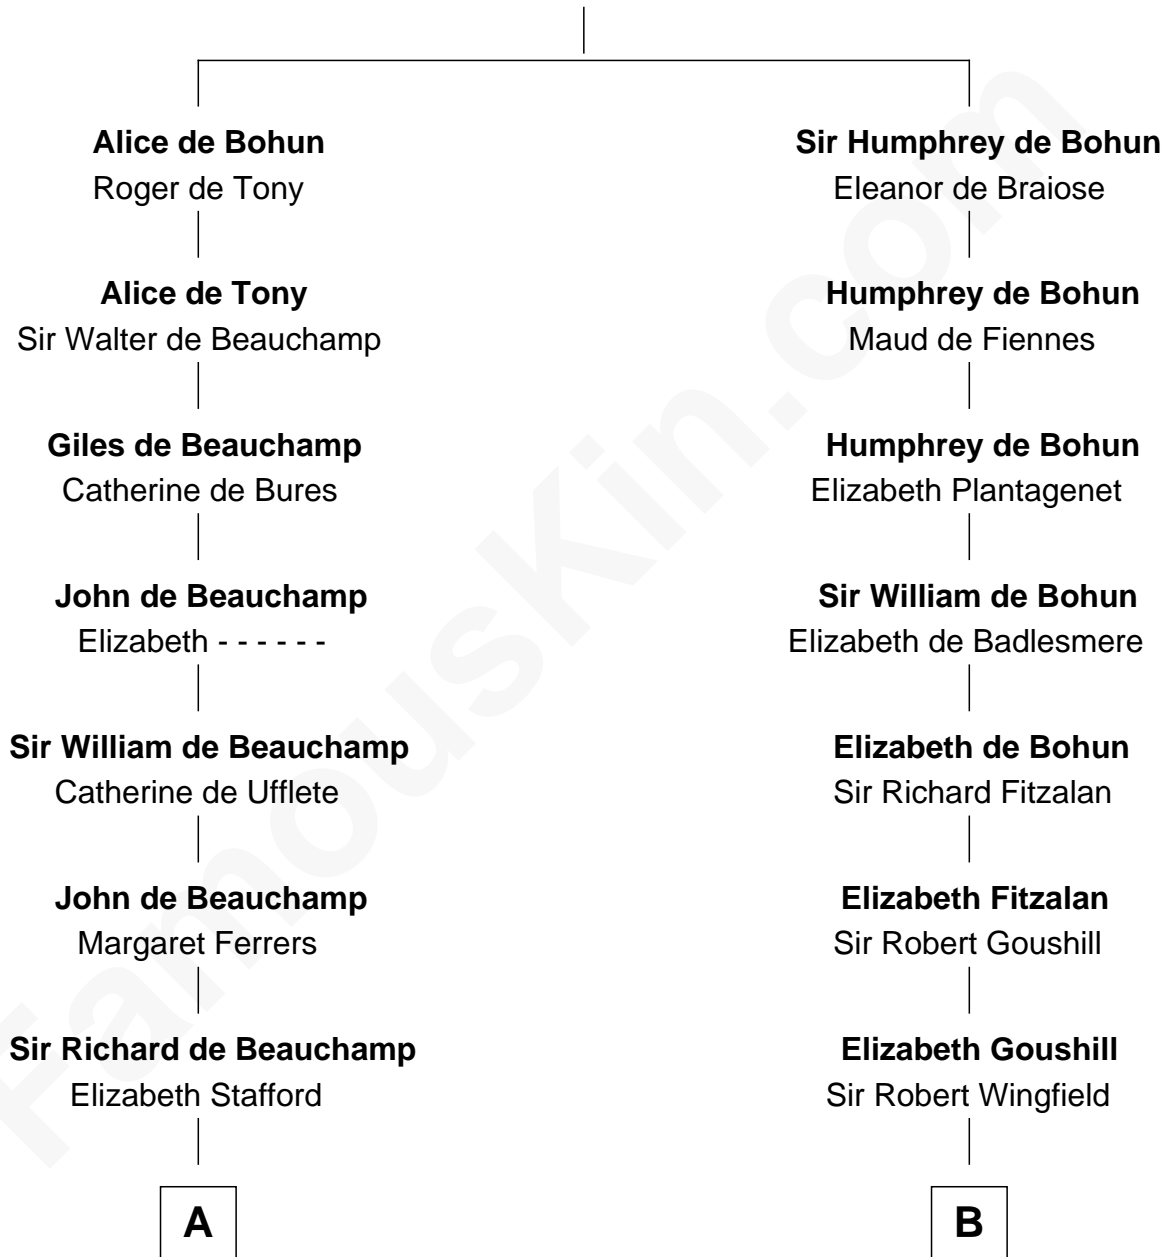 Alice de Bohun
Roger de Tony
Alice de Tony
Sir Walter de Beauchamp
Giles de Beauchamp
Catherine de Bures
John de Beauchamp
Elizabeth - - - - - -
Sir William de Beauchamp
Catherine de Ufflete
John de Beauchamp
Margaret Ferrers
Sir Richard de Beauchamp
Elizabeth Stafford
A
Sir Humphrey de Bohun
Eleanor de Braiose
Humphrey de Bohun
Maud de Fiennes
Humphrey de Bohun
Elizabeth Plantagenet
Sir William de Bohun
Elizabeth de Badlesmere
Elizabeth de Bohun
Sir Richard Fitzalan
Elizabeth Fitzalan
Sir Robert Goushill
Elizabeth Goushill
Sir Robert Wingfield
B
FamousKin.com